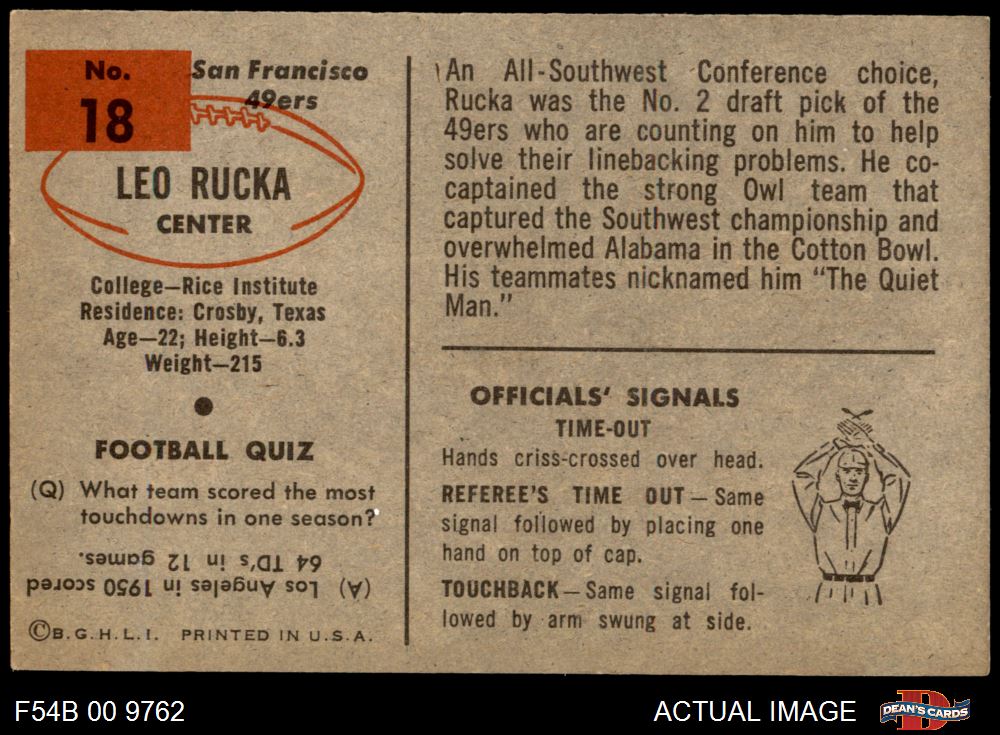 No.
18
San Francisco
49ers
LEO RUCKA
CENTER
College—Rice Institute
Residence: Crosby, Texas
Age—22; Height—6.3
Weight—215
FOOTBALL QUIZ
(Q) What team scored the most
touchdowns in one season?
(A) Los Angeles in 1950 scored
64 TD's in 12 games.
©B.G.H.L.I. PRINTED IN U.S.A.
An All-Southwest Conference choice,
Rucka was the No. 2 draft pick of the
49ers who are counting on him to help
solve their linebacking problems. He co-
captained the strong Owl team that
captured the Southwest championship and
overwhelmed Alabama in the Cotton Bowl.
His teammates nicknamed him "The Quiet
Man."
OFFICIALS' SIGNALS
TIME-OUT
Hands criss-crossed over head.
REFEREE'S TIME OUT—Same
signal followed by placing one
hand on top of cap.
TOUCHBACK—Same signal fol-
lowed by arm swung at side.
F54B 00 9762
ACTUAL IMAGE
D
DEAN'S CARDS